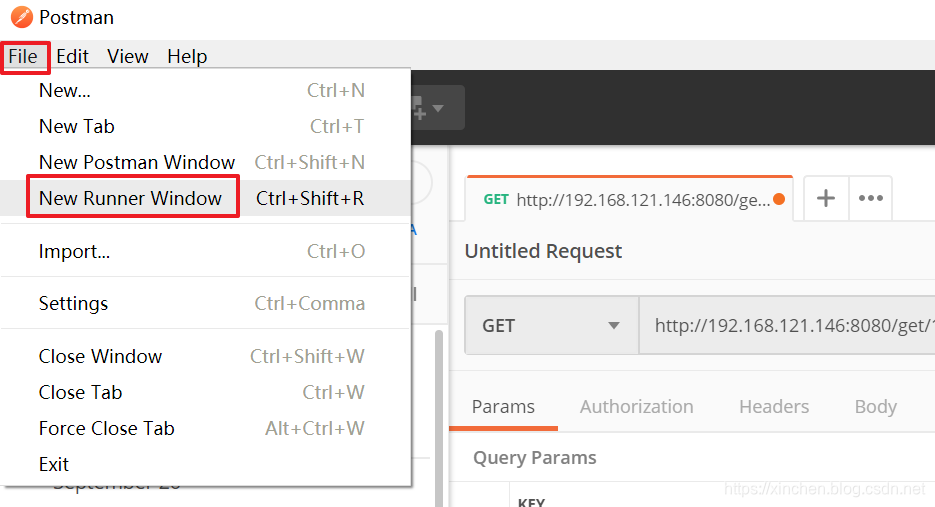 Postman
File Edit View Help
New... Ctrl+N
New Tab Ctrl+T
New Postman Window Ctrl+Shift+N
New Runner Window Ctrl+Shift+R
Import... Ctrl+O
Settings Ctrl+Comma
Close Window Ctrl+Shift+W
Close Tab Ctrl+W
Force Close Tab Alt+Ctrl+W
Exit
GET http://192.168.121.146:8080/ge...
Untitled Request
GET http://192.168.121.146:8080/get/
Params Authorization Headers Body
Query Params
KEY
https://xinchen.blog.csdn.net